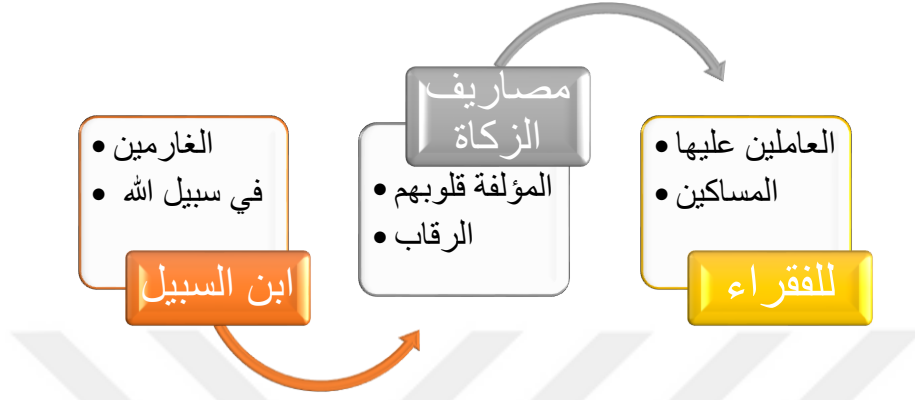 العاملين عليها
المساكين
للفقراء
مصاريف
الزكاة
المؤلفة قلوبهم
الرقاب
الغارمين
في سبيل الله
ابن السبيل